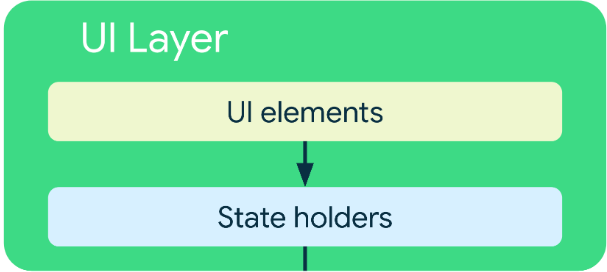 UI Layer
UI elements
State holders